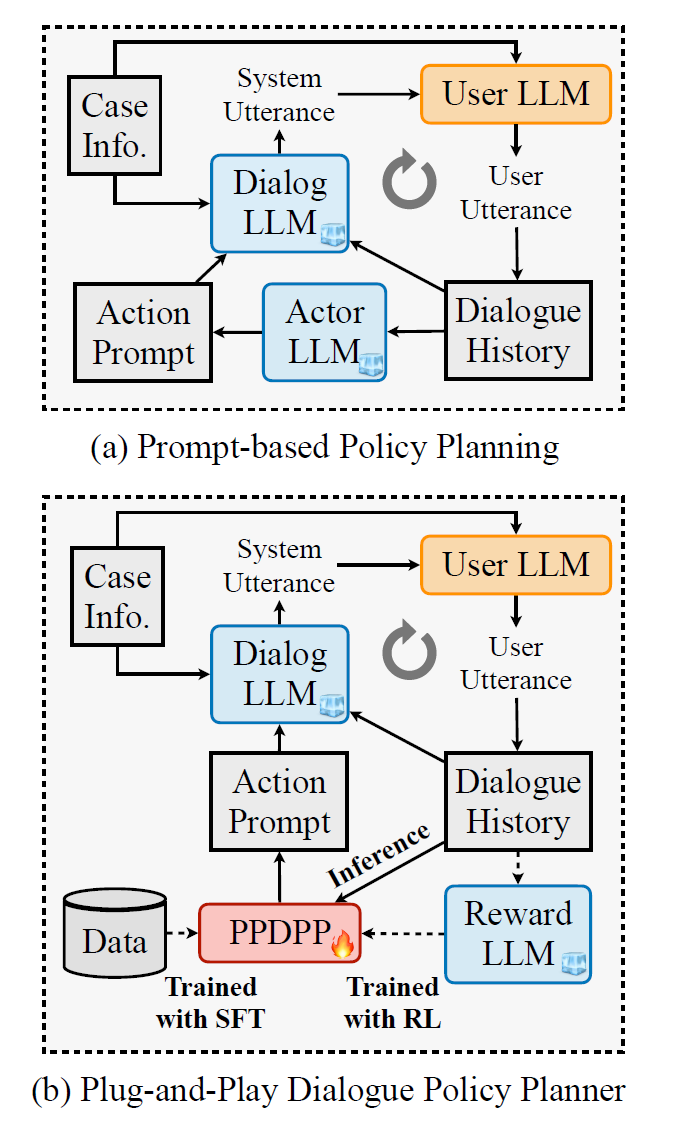 Case
Info.
System
Utterance
User LLM
Dialog
LLM
User
Utterance
Action
Prompt
Actor
LLM
Dialogue
History
(a) Prompt-based Policy Planning
Case
Info.
System
Utterance
User LLM
Dialog
LLM
User
Utterance
Action
Prompt
Dialogue
History
Inference
Data
PPDPP
Reward
LLM
Trained
with SFT
Trained
with RL
(b) Plug-and-Play Dialogue Policy Planner